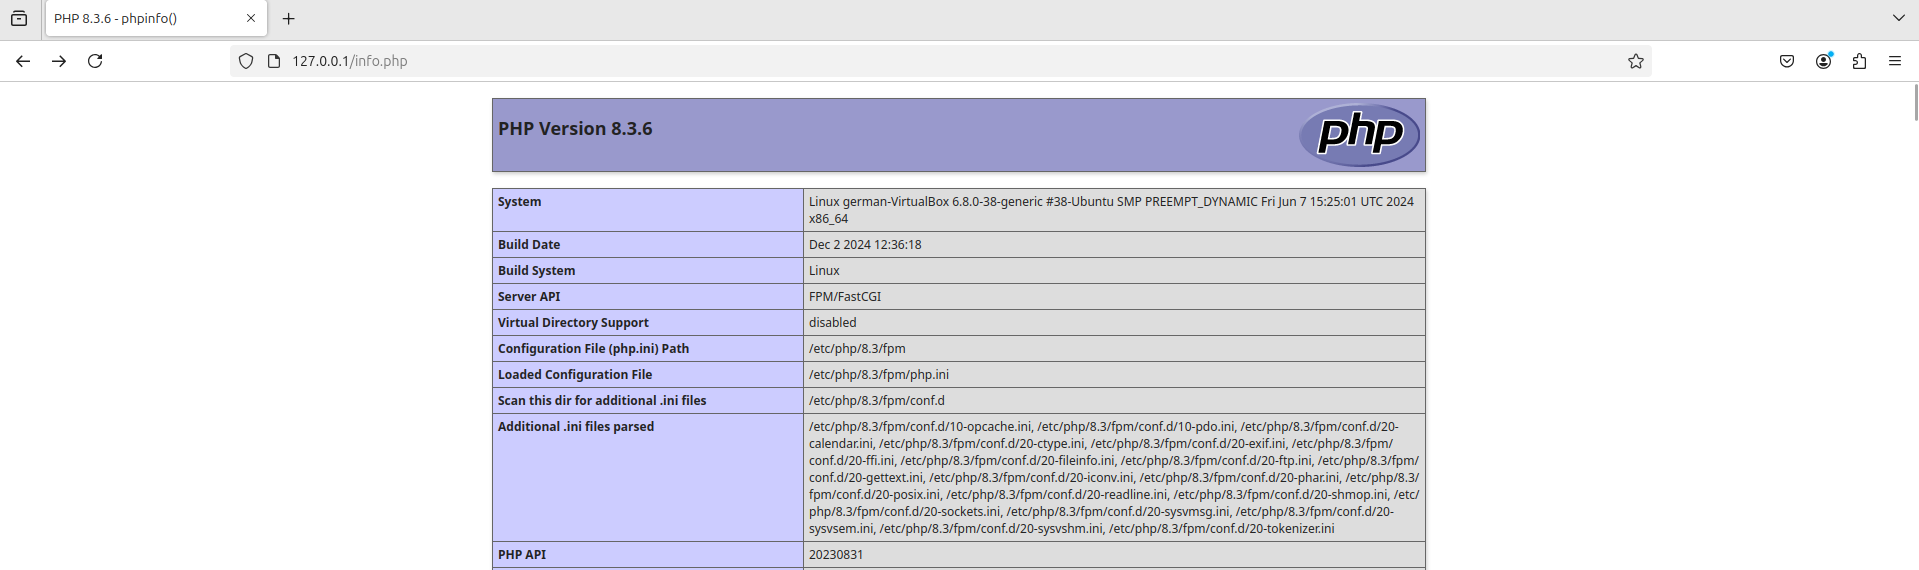 PHP 8.3.6 - phpinfo()
127.0.0.1/info.php
PHP Version 8.3.6
php
System
Linux german-VirtualBox 6.8.0-38-generic #38-Ubuntu SMP PREEMPT_DYNAMIC Fri Jun 7 15:25:01 UTC 2024
x86_64
Build Date
Dec 2 2024 12:36:18
Build System
Linux
Server API
FPM/FastCGI
Virtual Directory Support
disabled
Configuration File (php.ini) Path
/etc/php/8.3/fpm
Loaded Configuration File
/etc/php/8.3/fpm/php.ini
Scan this dir for additional .ini files
/etc/php/8.3/fpm/conf.d
Additional .ini files parsed
/etc/php/8.3/fpm/conf.d/10-opcache.ini, /etc/php/8.3/fpm/conf.d/10-pdo.ini, /etc/php/8.3/fpm/conf.d/20-
calendar.ini, /etc/php/8.3/fpm/conf.d/20-ctype.ini, /etc/php/8.3/fpm/conf.d/20-exif.ini, /etc/php/8.3/fpm/
conf.d/20-ffi.ini, /etc/php/8.3/fpm/conf.d/20-fileinfo.ini, /etc/php/8.3/fpm/conf.d/20-ftp.ini, /etc/php/8.3/fpm/
conf.d/20-gettext.ini, /etc/php/8.3/fpm/conf.d/20-iconv.ini, /etc/php/8.3/fpm/conf.d/20-phar.ini, /etc/php/8.3/
fpm/conf.d/20-posix.ini, /etc/php/8.3/fpm/conf.d/20-readline.ini, /etc/php/8.3/fpm/conf.d/20-shmop.ini, /etc/
php/8.3/fpm/conf.d/20-sockets.ini, /etc/php/8.3/fpm/conf.d/20-sysvmsg.ini, /etc/php/8.3/fpm/conf.d/20-
sysvsem.ini, /etc/php/8.3/fpm/conf.d/20-sysvshm.ini, /etc/php/8.3/fpm/conf.d/20-tokenizer.ini
PHP API
20230831